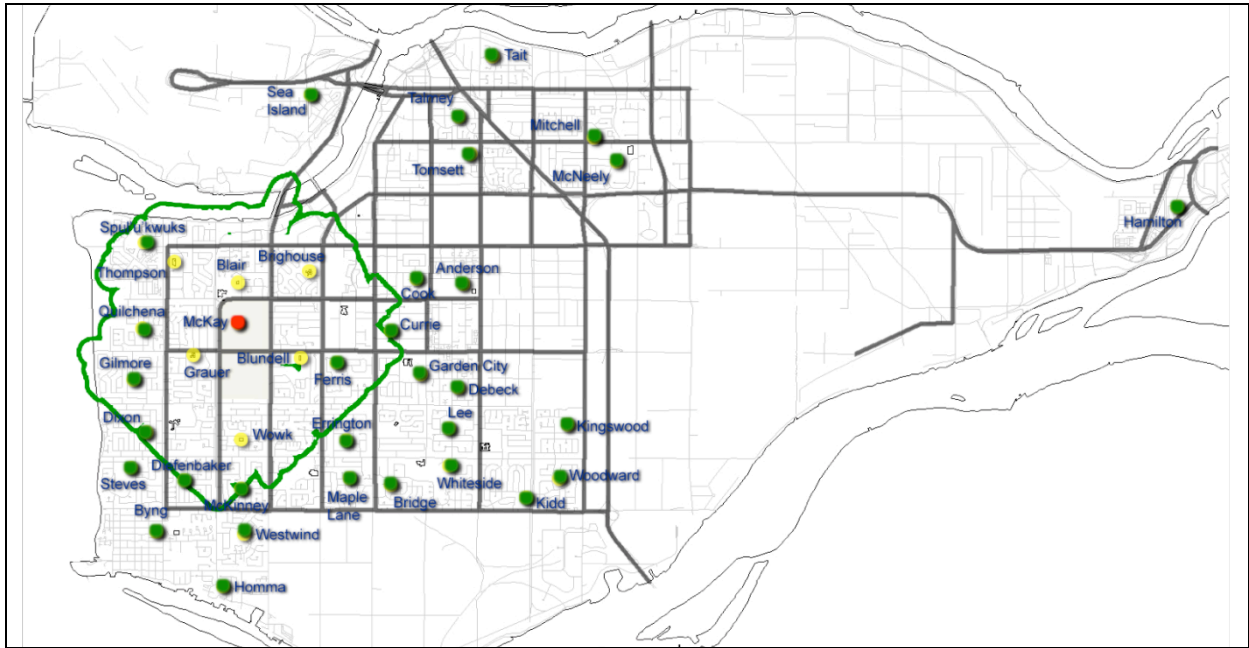 Tait
Sea
Island
Talmey
Mitchell
Tomsett
McNeely
Hamilton
Spul'u'kwuks
Thompson
Blair
Brighouse
Anderson
Cook
Quilchena
McKay
Currie
Gilmore
Grauer
Blundell
Ferris
Garden City
Debeck
Dixon
Errington
Lee
Kingswood
Wowk
Steves
Diefenbaker
Whiteside
Woodward
Byng
McKinney
Maple
Lane
Bridge
Kidd
Westwind
Homma